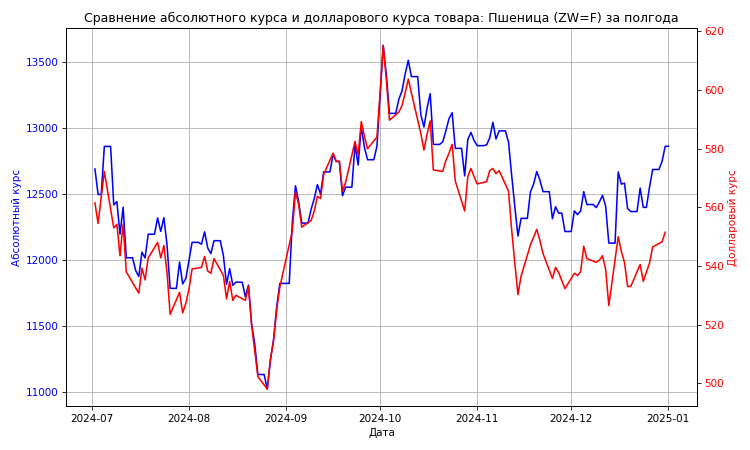 Сравнение абсолютного курса и долларового курса товара: Пшеница (ZW=F) за полгода
Абсолютный курс
13500
13000
12500
12000
11500
11000
620
600
580
560
540
520
500
Долларовый курс
2024-07 2024-08 2024-09 2024-10 2024-11 2024-12 2025-01
Дата